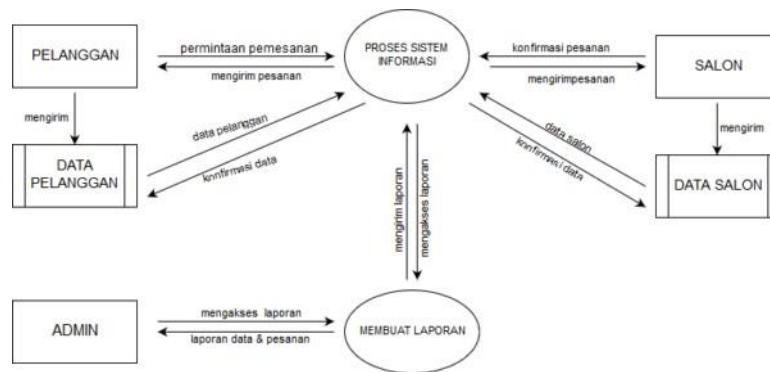 PELANGGAN
permintaan pemesanan
mengirim pesanan
PROSES SISTEM
INFORMASI
konfirmasi pesanan
mengirimpesanan
SALON
mengirim
data pelanggan
konfirmasi data
data salon
konfirmasi data
mengirim
DATA
PELANGGAN
DATA SALON
mengirim laporan
mengakses laporan
ADMIN
mengakses laporan
laporan data & pesanan
MEMBUAT LAPORAN